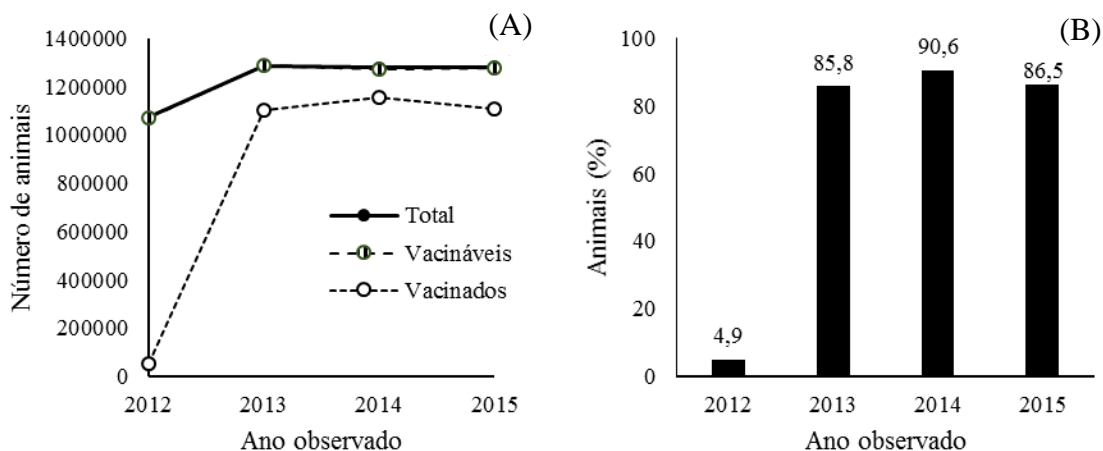 (A)
Número de animais
1400000
1200000
1000000
800000
600000
400000
200000
0
Total
Vacináveis
Vacinados
2012 2013 2014 2015
Ano observado
(B)
Animais (%)
100
80
60
40
20
0
4,9
85,8
90,6
86,5
2012 2013 2014 2015
Ano observado